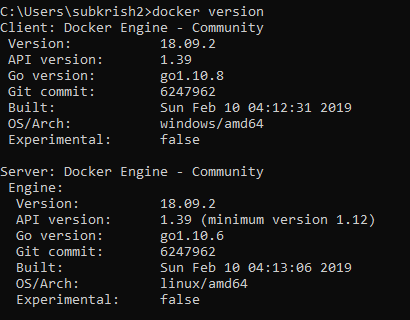 C:\Users\subkrish2>docker version
Client: Docker Engine - Community
 Version:           18.09.2
 API version:       1.39
 Go version:        go1.10.8
 Git commit:        6247962
 Built:             Sun Feb 10 04:12:31 2019
 OS/Arch:           windows/amd64
 Experimental:      false

Server: Docker Engine - Community
 Engine:
  Version:          18.09.2
  API version:      1.39 (minimum version 1.12)
  Go version:       go1.10.6
  Git commit:       6247962
  Built:            Sun Feb 10 04:13:06 2019
  OS/Arch:          linux/amd64
  Experimental:     false